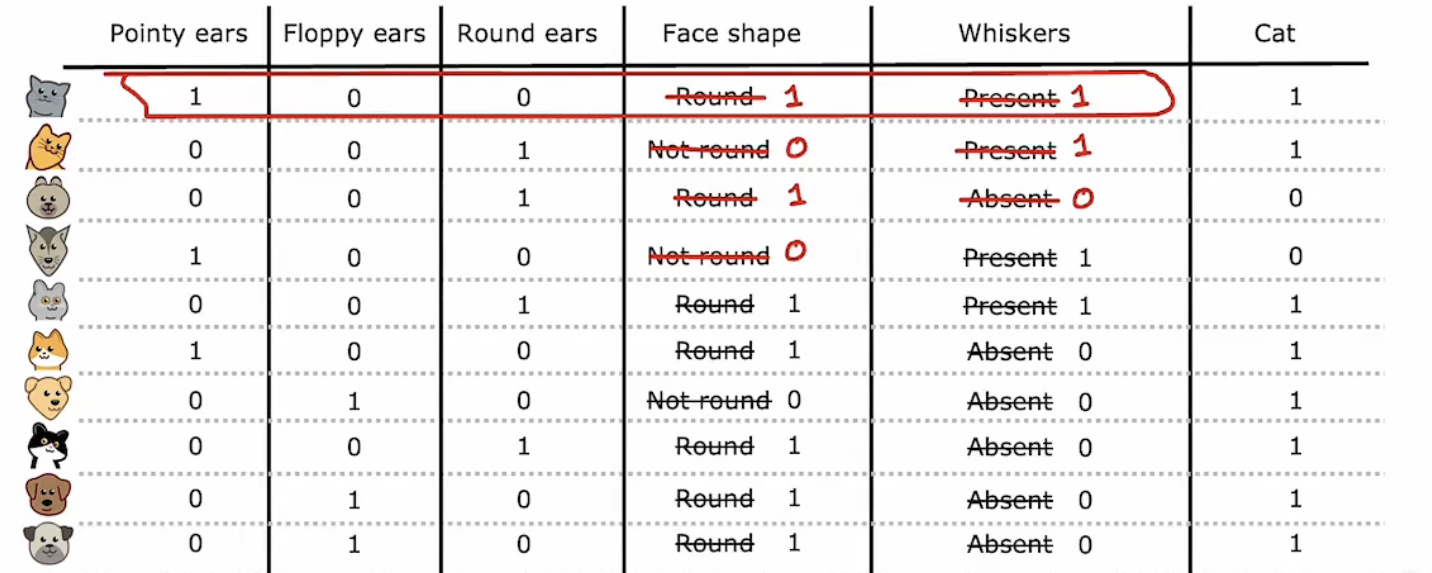 Pointy ears Floppy ears Round ears Face shape Whiskers Cat
1 0 0 Round 1 Present 1 1
0 0 1 Not round 0 Present 1 1
0 0 1 Round 1 Absent 0 0
1 0 0 Not round 0 Present 1 0
0 0 1 Round 1 Present 1 1
1 0 0 Round 1 Absent 0 1
0 1 0 Not round 0 Absent 0 1
0 0 1 Round 1 Absent 0 1
0 1 0 Round 1 Absent 0 1
0 1 0 Round 1 Absent 0 1